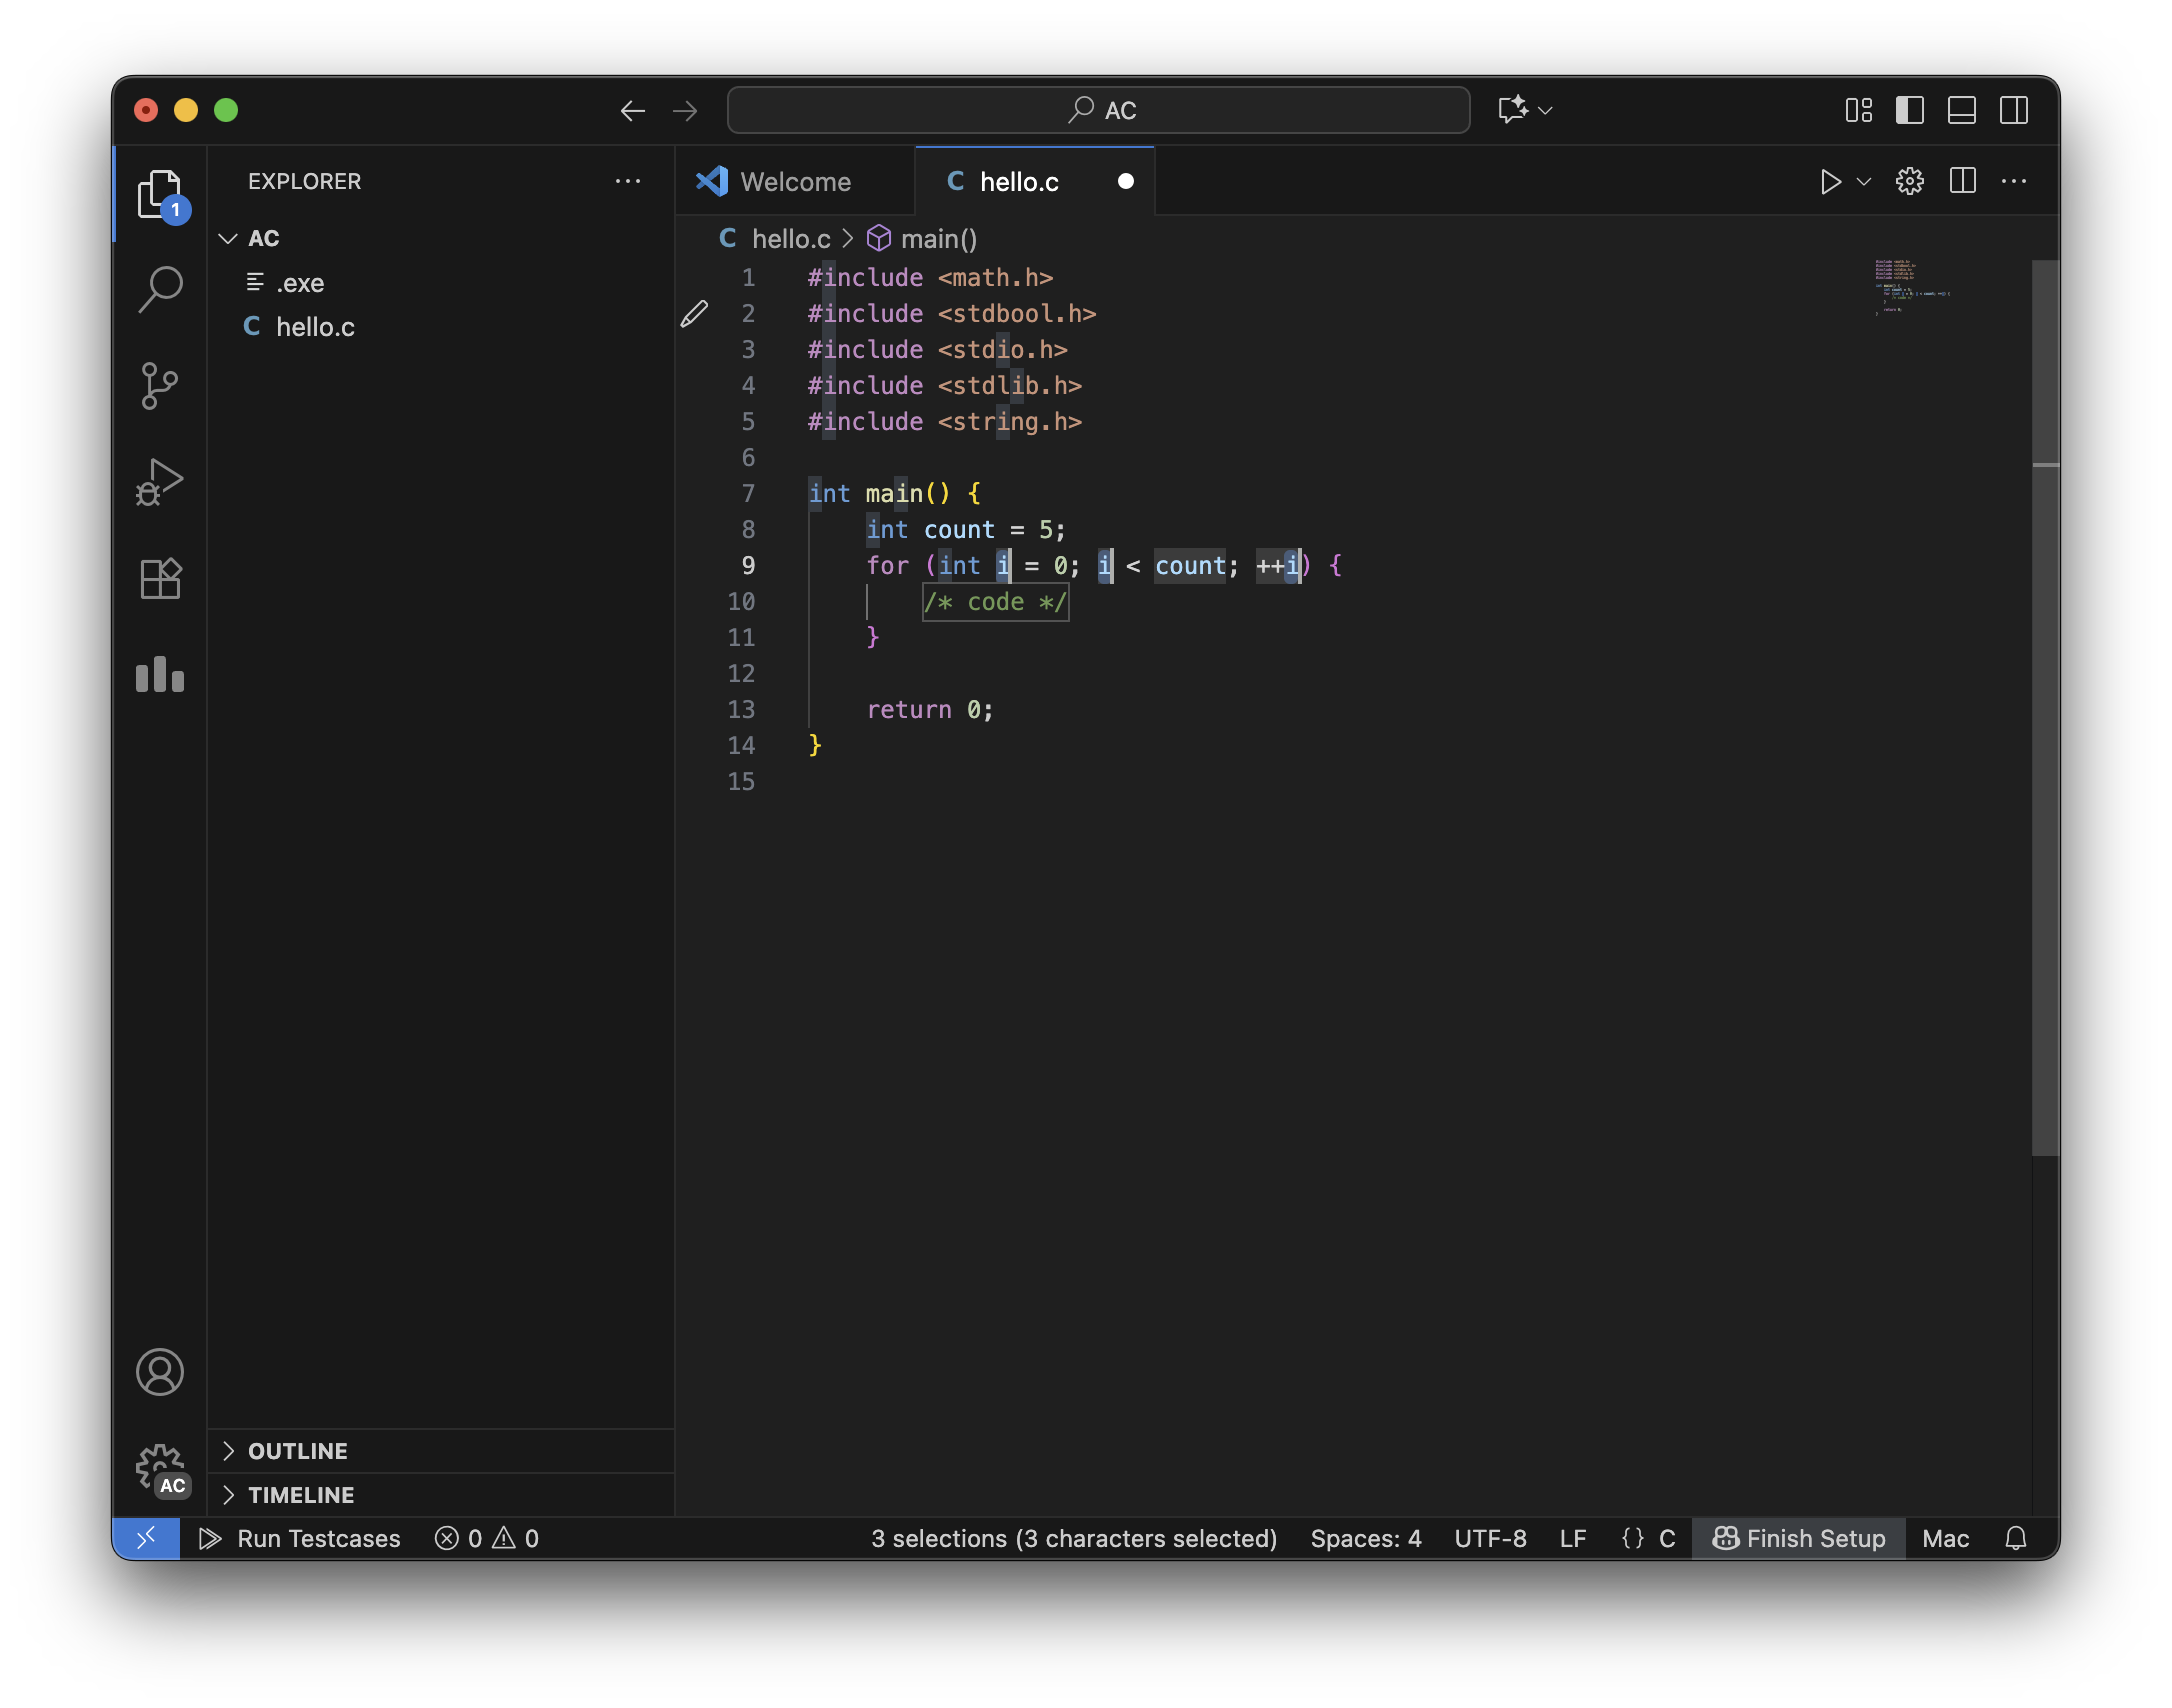 AC
EXPLORER
AC
.exe
C hello.c
1
Welcome
C hello.c
C hello.c > main()
1 #include <math.h>
2 #include <stdbool.h>
3 #include <stdio.h>
4 #include <stdlib.h>
5 #include <string.h>
6
7 int main() {
8 int count = 5;
9 for (int i = 0; i < count; ++i) {
10 /* code */
11 }
12
13 return 0;
14 }
15
OUTLINE
TIMELINE
AC
Run Testcases 0 0 3 selections (3 characters selected) Spaces: 4 UTF-8 LF {} C Finish Setup Mac